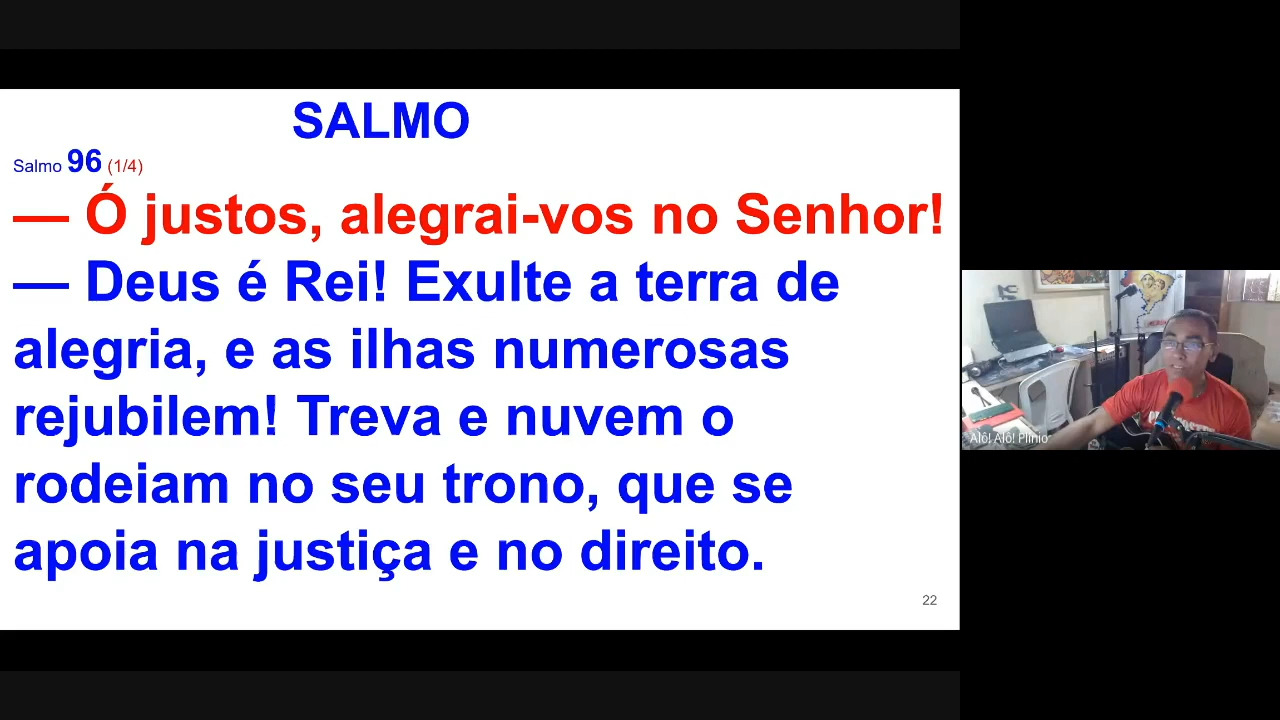 SALMO
Salmo 96 (1/4)
— Ó justos, alegrai-vos no Senhor!
— Deus é Rei! Exulte a terra de
alegria, e as ilhas numerosas
rejubilem! Treva e nuvem o
rodeiam no seu trono, que se
apoia na justiça e no direito.
22
Alô! Alô! Plínio